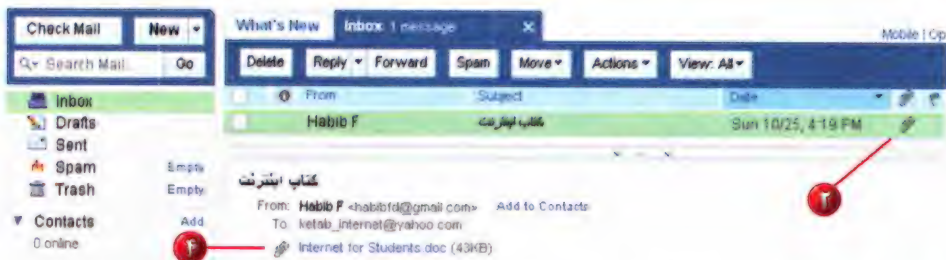 Check Mail New What's New Inbox 1 message
Mobile | Op
Search Mail... Go Delete Reply Forward Spam Move Actions View: All
Inbox From Subject Date
Drafts Habib F کتاب اینترنت Sun 10/25, 4:19 PM
Sent
Spam Empty
Trash Empty
کتاب اینترنت
۲
From: Habib F <habibfd@gmail.com> Add to Contacts
Contacts Add To: ketab_internet@yahoo.com
0 online ۴ Internet for Students.doc (43KB)